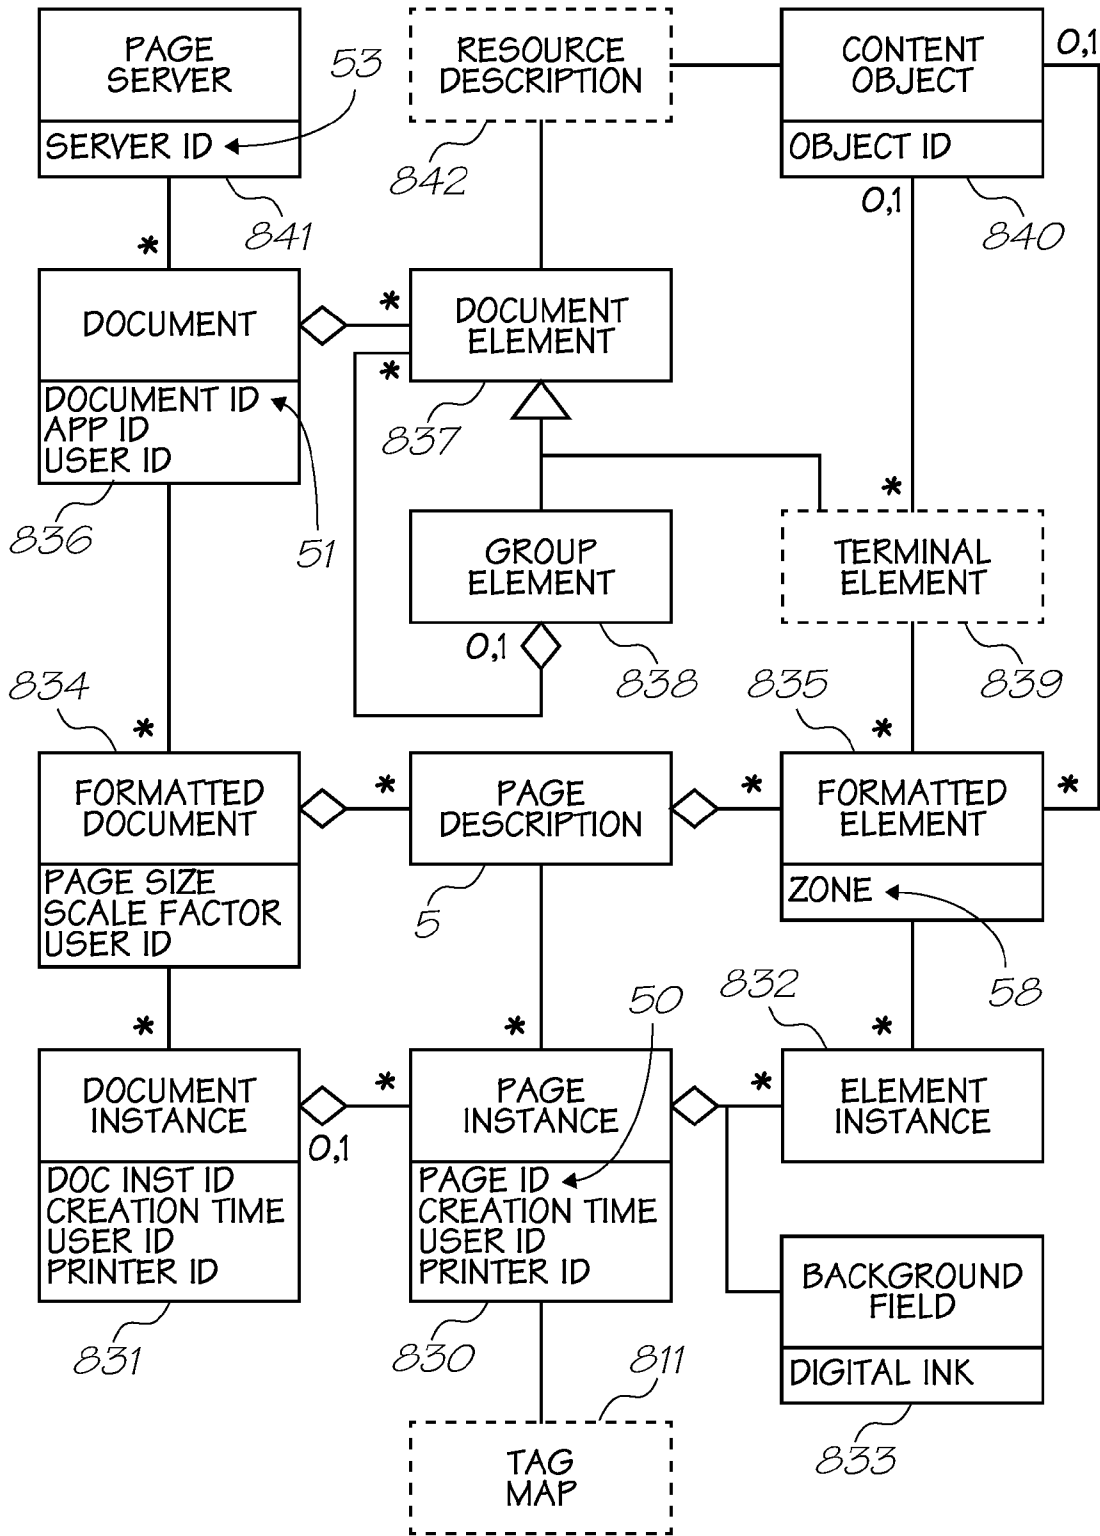 PAGE
SERVER
53
SERVER ID
841
RESOURCE
DESCRIPTION
842
CONTENT
OBJECT
0,1
OBJECT ID
0,1
840
*
DOCUMENT
DOCUMENT ID
APP ID
USER ID
836
51
*
DOCUMENT
ELEMENT
*
837
GROUP
ELEMENT
0,1
838
*
TERMINAL
ELEMENT
839
834
*
FORMATTED
DOCUMENT
PAGE SIZE
SCALE FACTOR
USER ID
*
PAGE
DESCRIPTION
5
835
*
*
FORMATTED
ELEMENT
*
ZONE
58
*
DOCUMENT
INSTANCE
0,1
DOC INST ID
CREATION TIME
USER ID
PRINTER ID
831
*
*
50
PAGE
INSTANCE
PAGE ID
CREATION TIME
USER ID
PRINTER ID
830
832
*
*
ELEMENT
INSTANCE
BACKGROUND
FIELD
DIGITAL INK
833
811
TAG
MAP